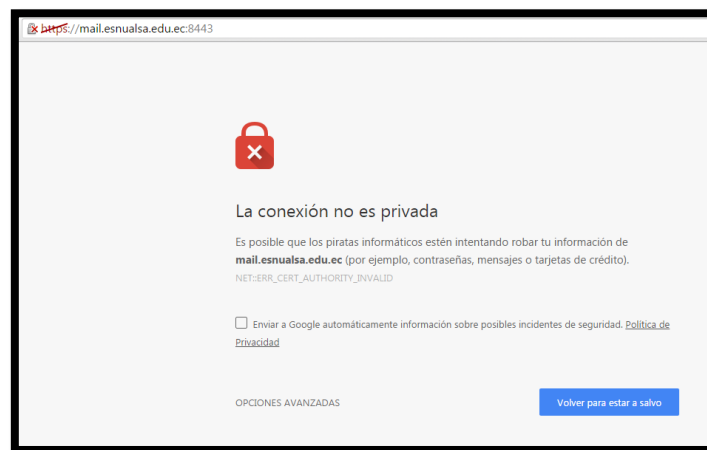 https://mail.esnualsa.edu.ec:8443
La conexión no es privada
Es posible que los piratas informáticos estén intentando robar tu información de
mail.esnualsa.edu.ec (por ejemplo, contraseñas, mensajes o tarjetas de crédito).
NET::ERR_CERT_AUTHORITY_INVALID
Enviar a Google automáticamente información sobre posibles incidentes de seguridad. Política de
Privacidad
OPCIONES AVANZADAS
Volver para estar a salvo